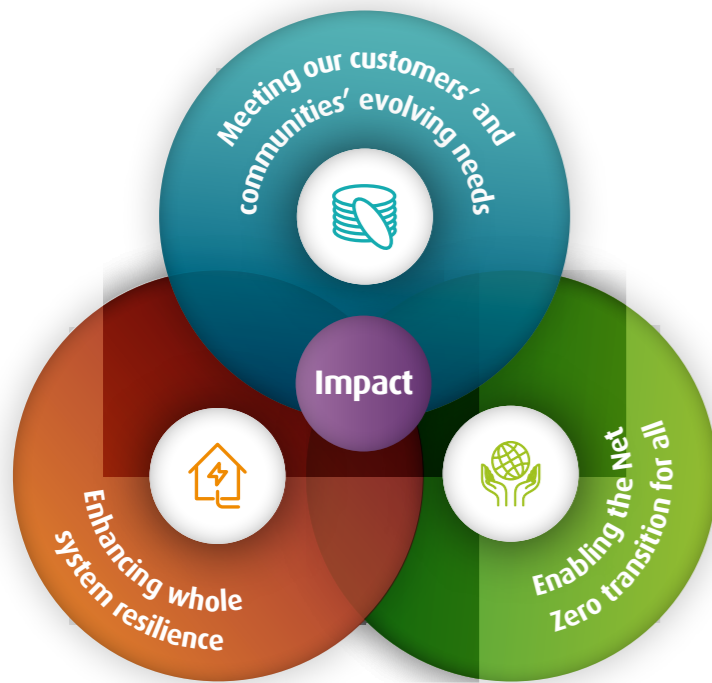 Meeting our customers’ and
communities’ evolving needs
Impact
Enhancing whole
system resilience
Enabling the Net
Zero transition for all